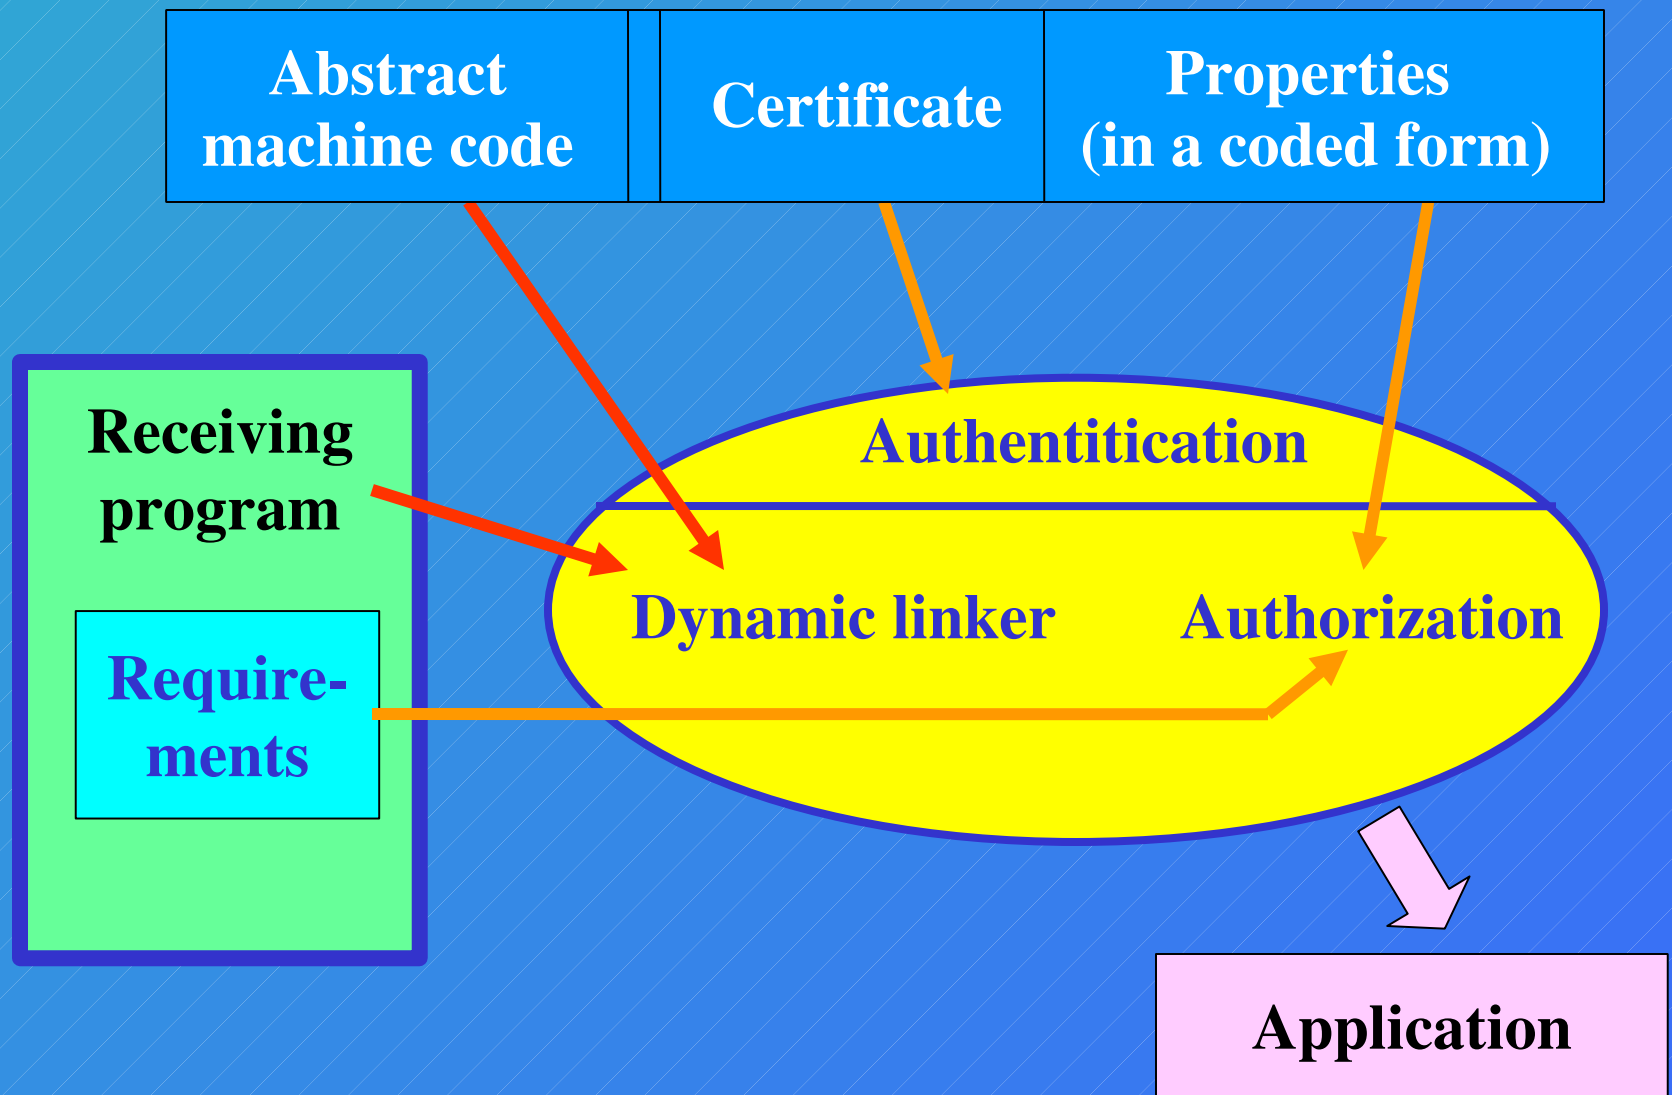 Abstract
machine code
Certificate
Properties
(in a coded form)
Receiving
program
Require-
ments
Authentitication
Dynamic linker
Authorization
Application